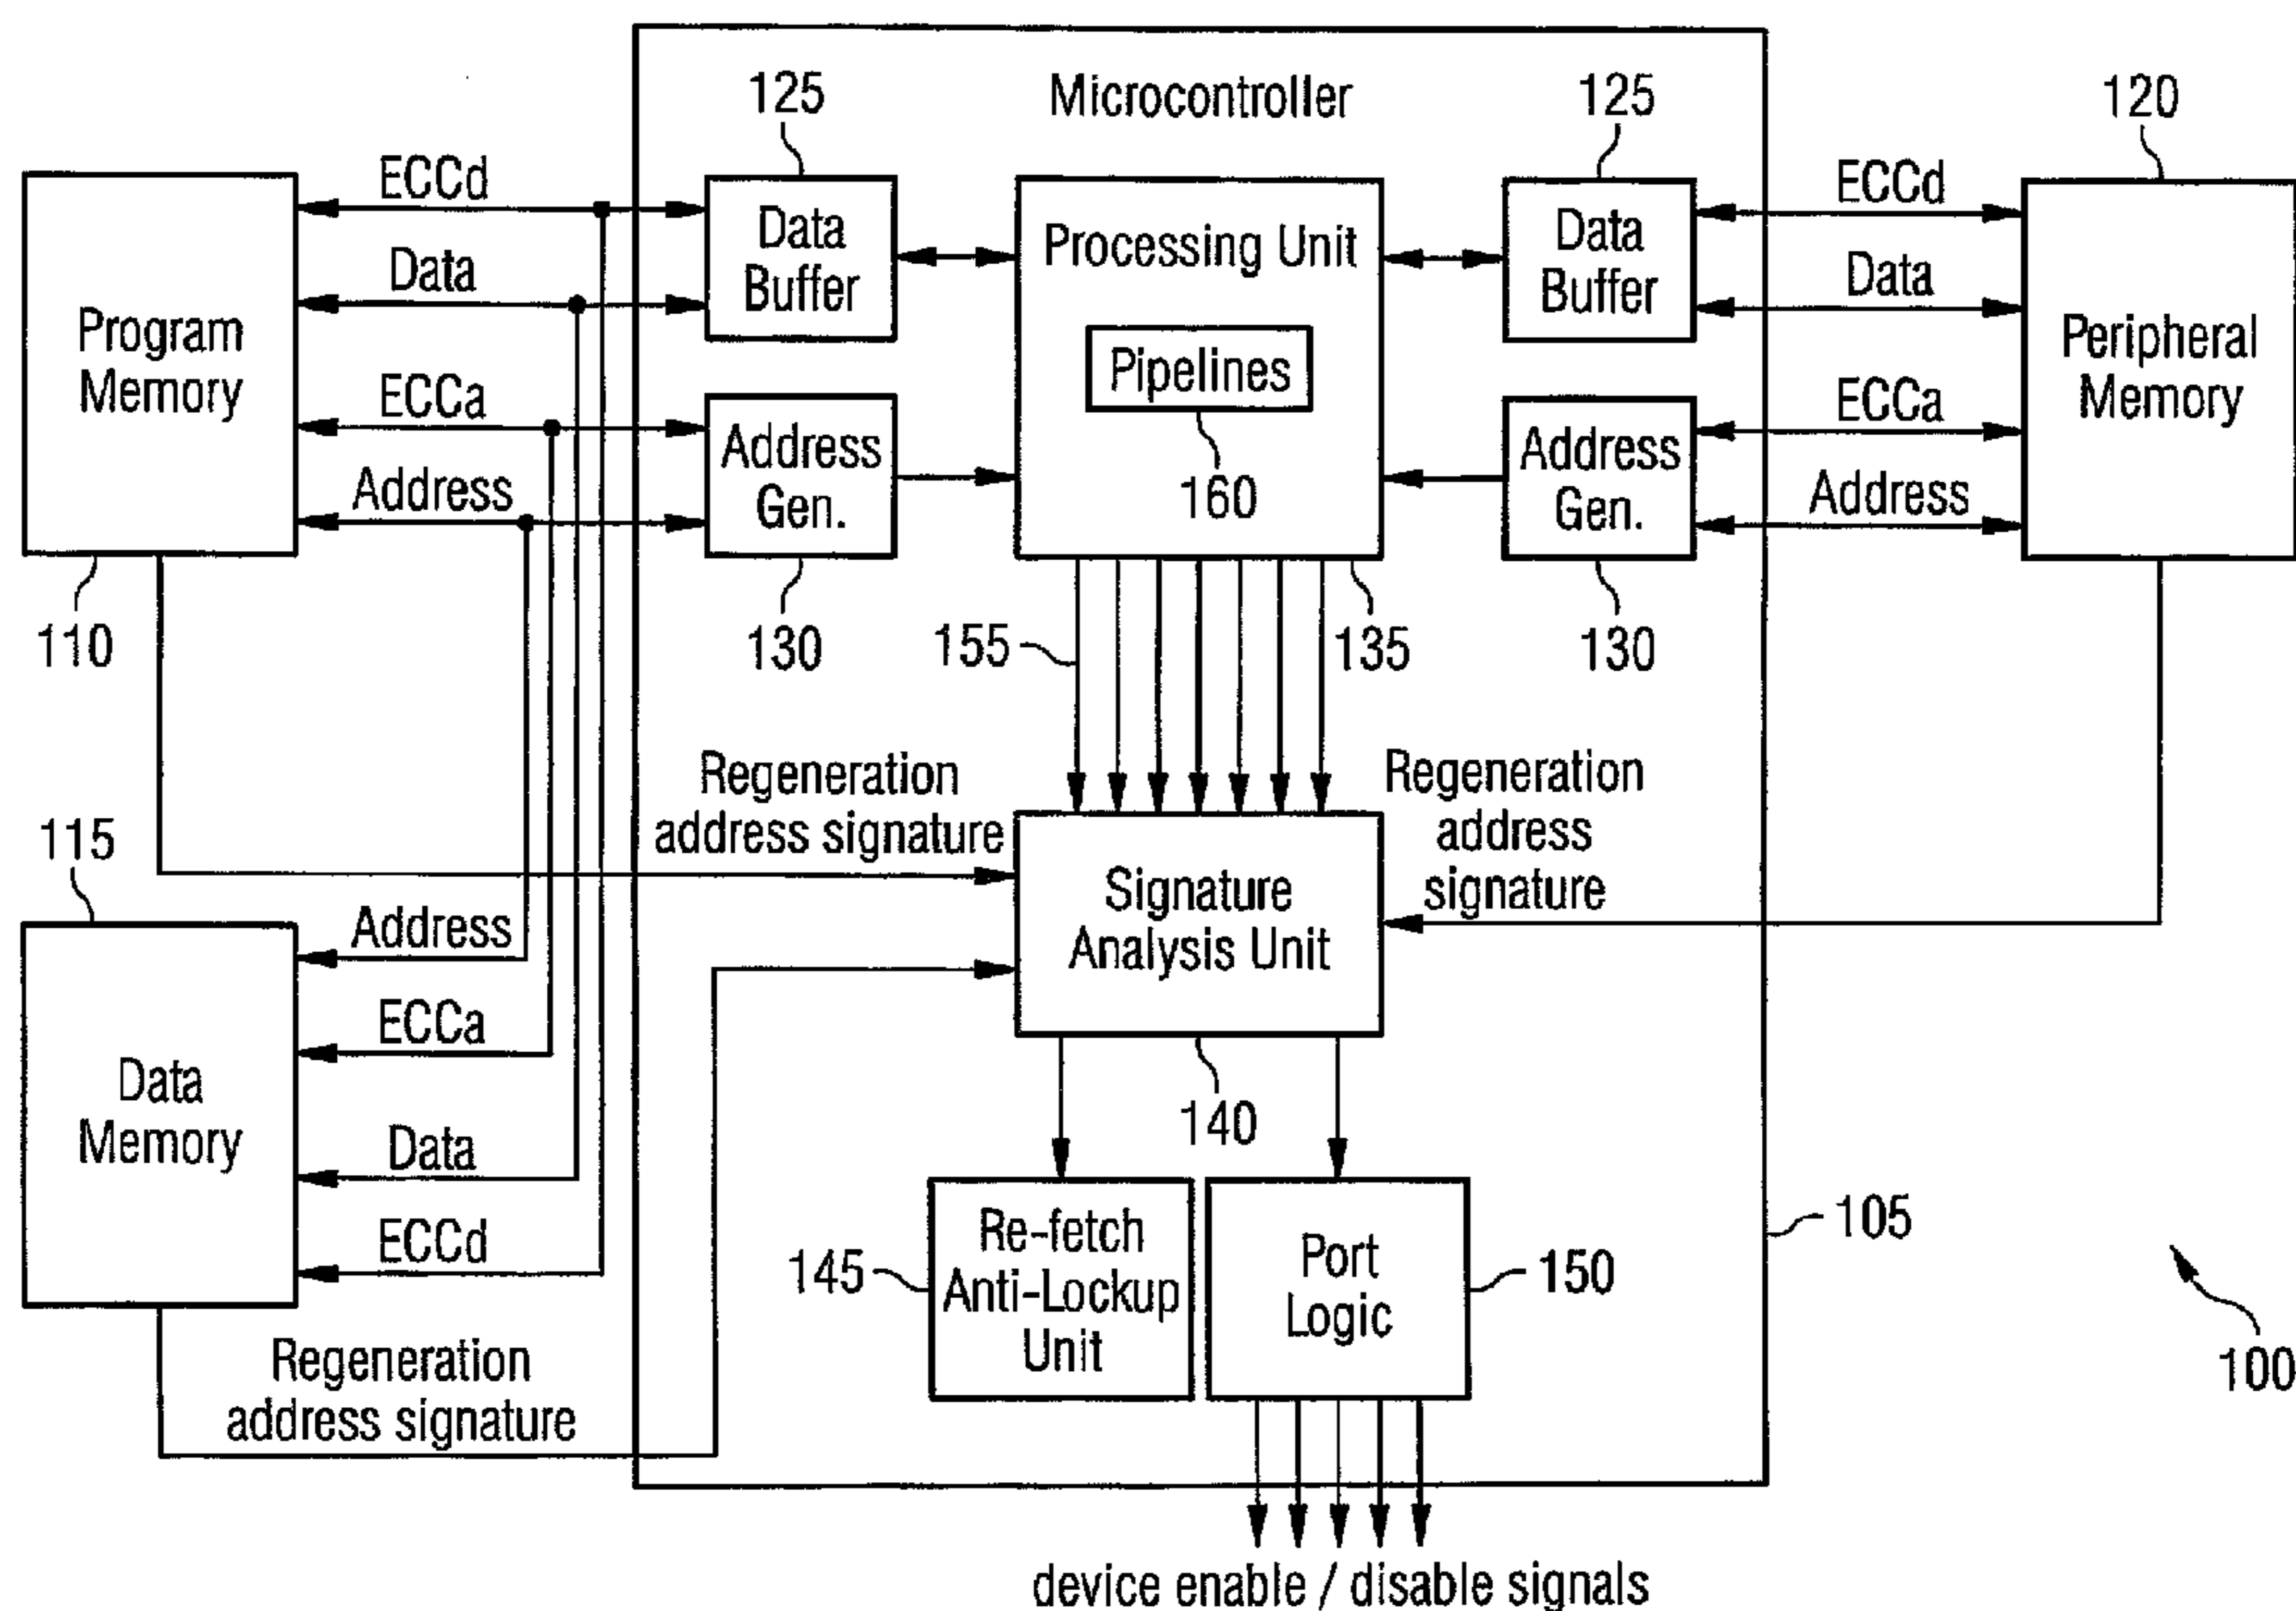 125
Microcontroller
125
120
ECCd
Data
ECCa
Address
Program
Memory
Data
Buffer
Address
Gen.
Processing Unit
Pipelines
160
Data
Buffer
Address
Gen.
ECCd
Data
ECCa
Address
Peripheral
Memory
110
130
155
135
130
Regeneration
address signature
Regeneration
address
signature
115
Signature
Analysis Unit
Address
ECCa
Data
ECCd
Data
Memory
140
145
Re-fetch
Anti-Lockup
Unit
Port
Logic
150
105
100
Regeneration
address signature
device enable / disable signals